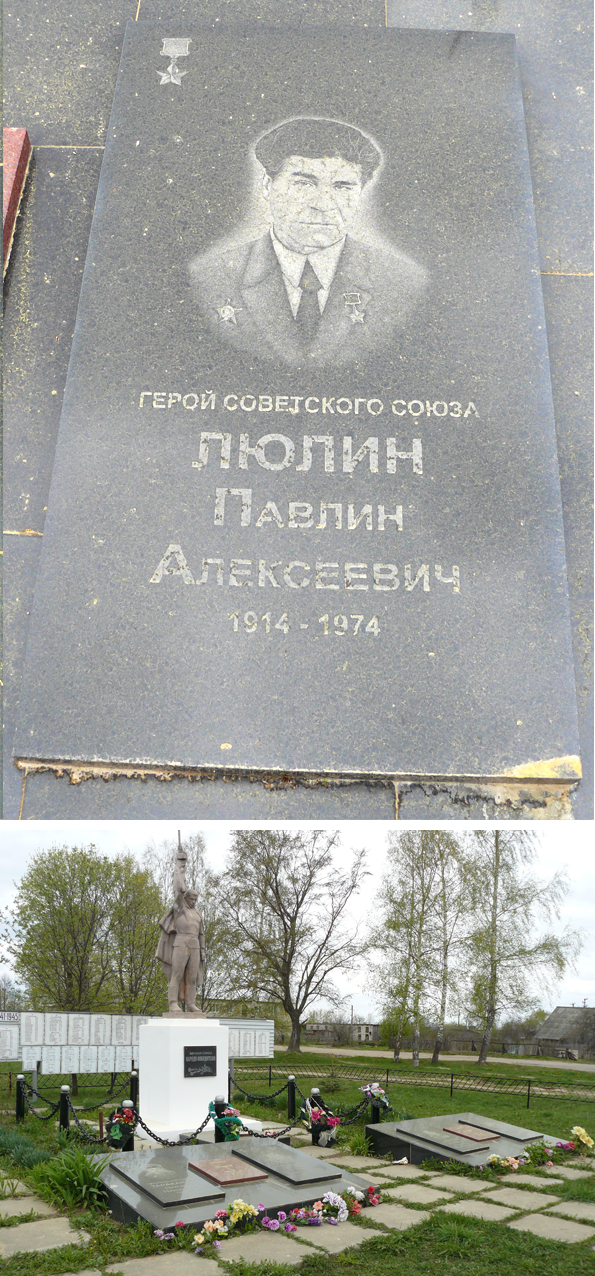 ГЕРОЙ СОВЕТСКОГО СОЮЗА
ЛЮЛИН
ПАВЛИН
АЛЕКСЕЕВИЧ
1914 - 1974